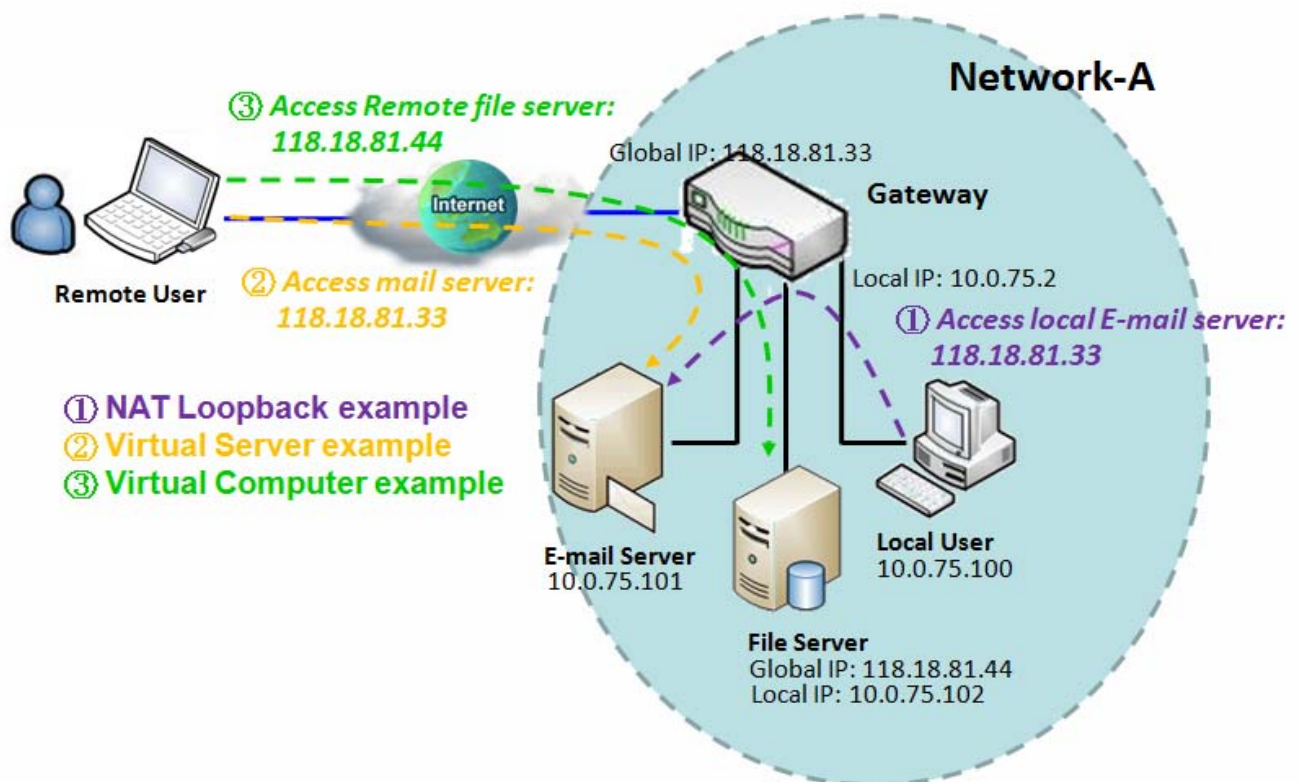 Network-A
③ Access Remote file server:
118.18.81.44
Global IP: 118.18.81.33
Gateway
Internet
Remote User
② Access mail server:
118.18.81.33
Local IP: 10.0.75.2
① Access local E-mail server:
118.18.81.33
① NAT Loopback example
② Virtual Server example
③ Virtual Computer example
E-mail Server
10.0.75.101
Local User
10.0.75.100
File Server
Global IP: 118.18.81.44
Local IP: 10.0.75.102